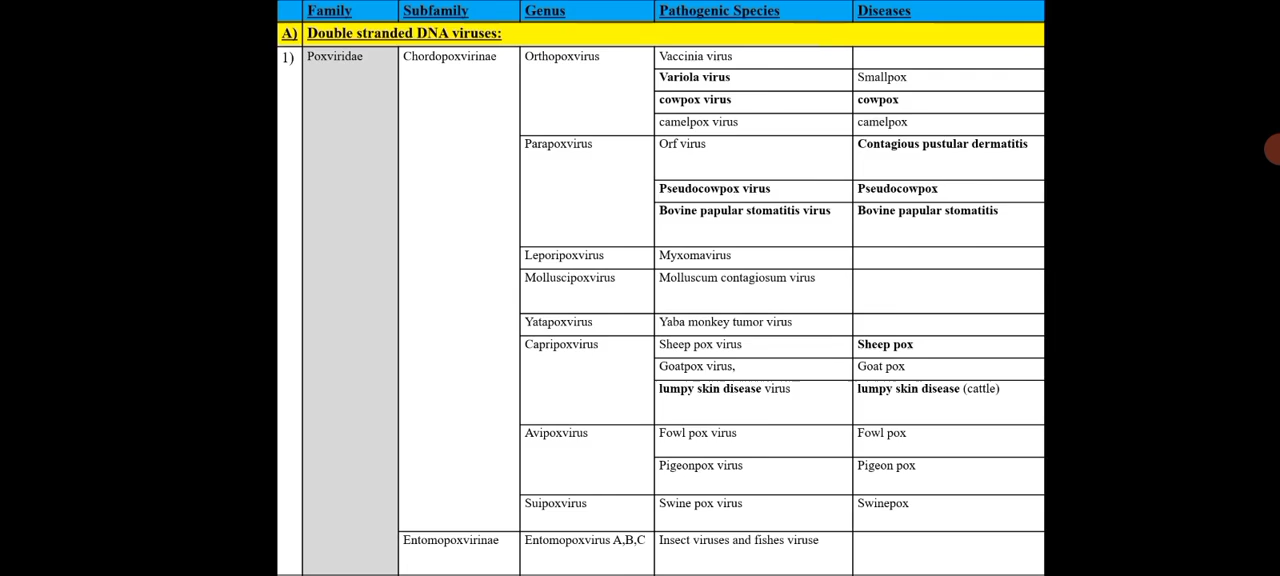 Family Subfamily Genus Pathogenic Species Diseases
A) Double stranded DNA viruses:
1) Poxviridae Chordopoxvirinae Orthopoxvirus Vaccinia virus
Variola virus Smallpox
cowpox virus cowpox
camelpox virus camelpox
Parapoxvirus Orf virus Contagious pustular dermatitis
Pseudocowpox virus Pseudocowpox
Bovine papular stomatitis virus Bovine papular stomatitis
Leporipoxvirus Myxomavirus
Molluscipoxvirus Molluscum contagiosum virus
Yatapoxvirus Yaba monkey tumor virus
Capripoxvirus Sheep pox virus Sheep pox
Goatpox virus, Goat pox
lumpy skin disease virus lumpy skin disease (cattle)
Avipoxvirus Fowl pox virus Fowl pox
Pigeonpox virus Pigeon pox
Suipoxvirus Swine pox virus Swinepox
Entomopoxvirinae Entomopoxvirus A,B,C Insect viruses and fishes viruse